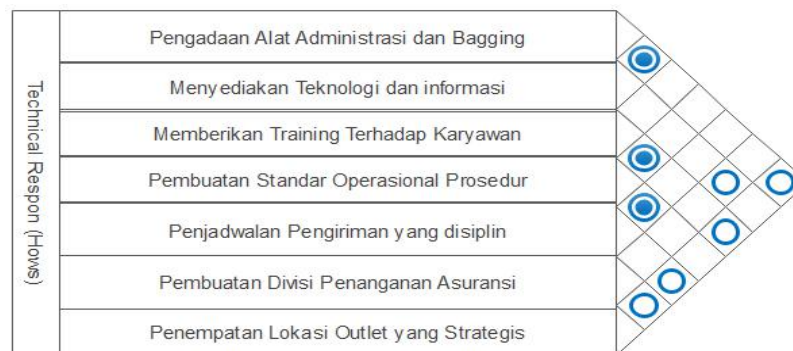 Technical Respon (Hows)
Pengadaan Alat Administrasi dan Bagging
Menyediakan Teknologi dan informasi
Memberikan Training Terhadap Karyawan
Pembuatan Standar Operasional Prosedur
Penjadwalan Pengiriman yang disiplin
Pembuatan Divisi Penanganan Asuransi
Penempatan Lokasi Outlet yang Strategis